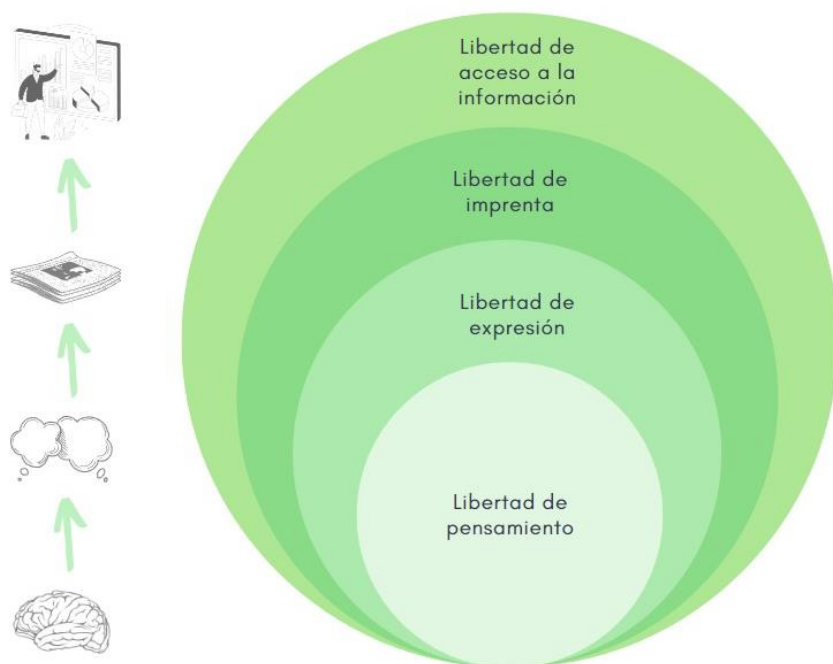 Libertad de
acceso a la
información
Libertad de
imprenta
Libertad de
expresión
Libertad de
pensamiento